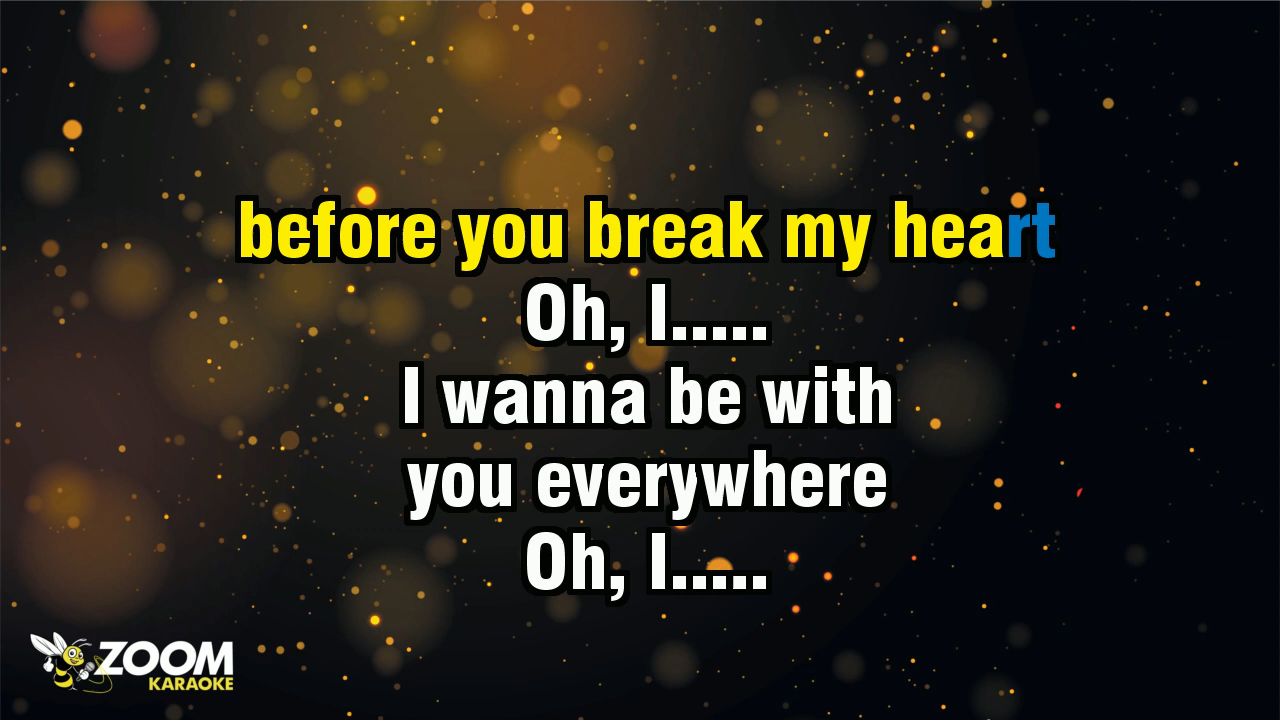 before you break my heart
Oh, I.....
I wanna be with
you everywhere
Oh, I.....
ZOOM
KARAOKE